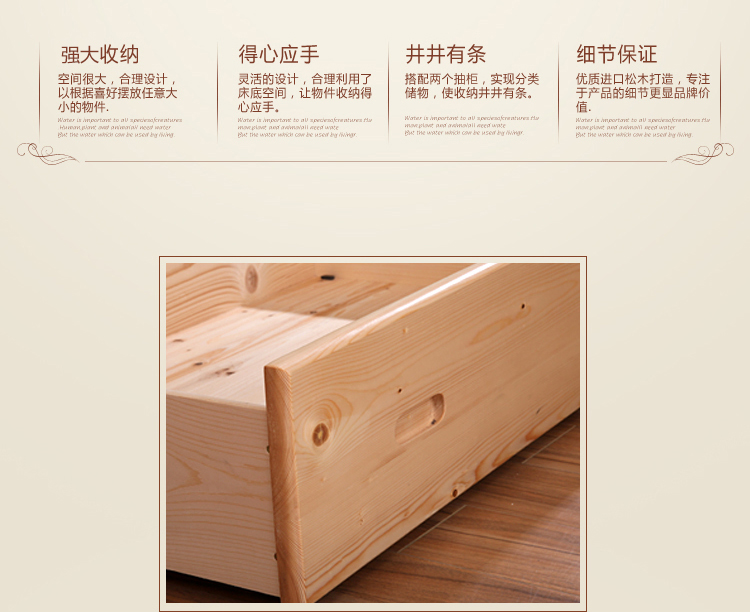 强大收纳
空间很大，合理设计，
以根据喜好摆放任意大
小的物件.
Water is important to all speciesofcreatures
Human,plant and animalall need water
But the water which can be used by living
得心应手
灵活的设计，合理利用了
床底空间，让物件收纳得
心应手。
Water is important to all speciesofcreatures Hu
man,plant and animalall need wate
But the water which can be used by livingr.
井井有条
搭配两个抽柜，实现分类
储物，使收纳井井有条。
Water is important to all speciesofcreatures Hu
man,plant and animalall need wate
But the water which can be used by livingr.
细节保证
优质进口松木打造，专注
于产品的细节更显品牌价
值.
Water is important to all speciesofcreatures Hu
man,plant and animalall need wate
But the water which can be used by livingr.